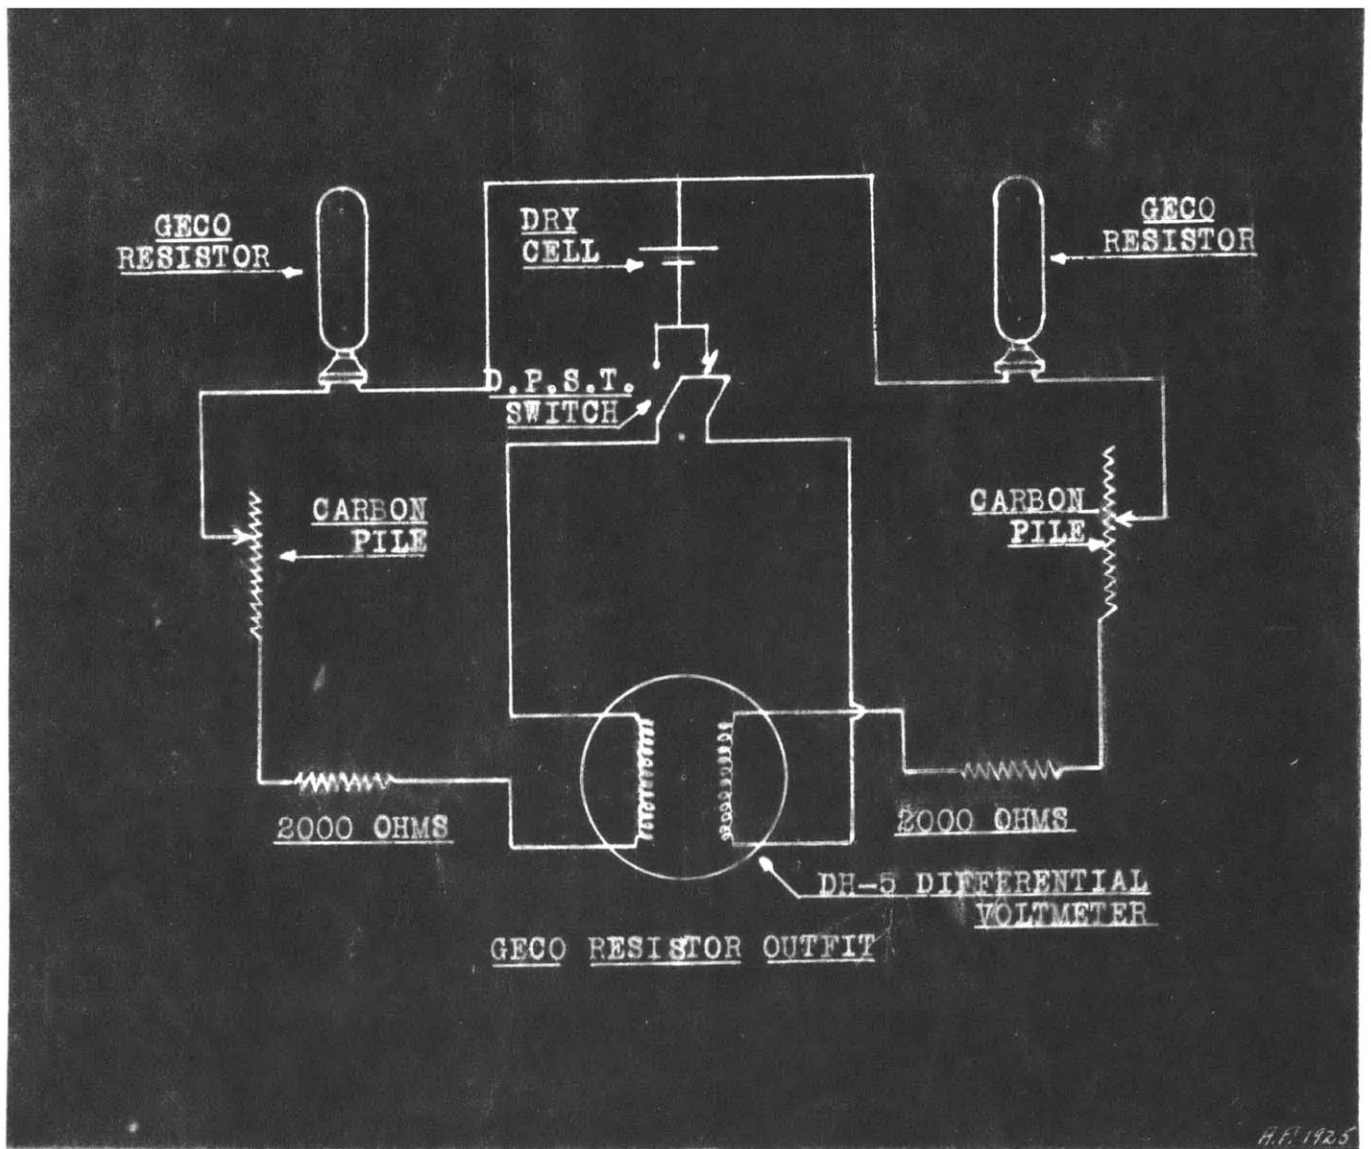 GECO
RESISTOR
DRY
CELL
GECO
RESISTOR
D.P.S.T.
SWITCH
CARBON
PILE
CARBON
PILE
2000 OHMS
2000 OHMS
DH-5 DIFFERENTIAL
VOLTMETER
GECO RESISTOR OUTFIT
A.F. 1925